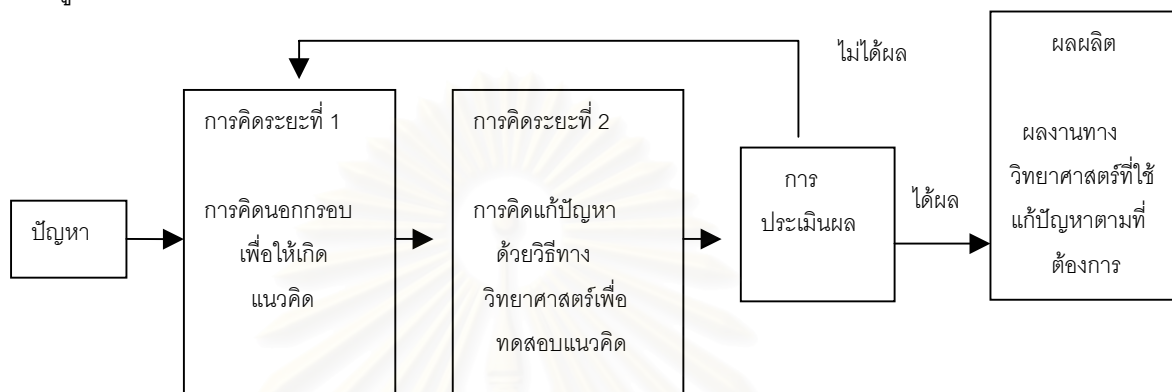 ปัญหา
การคิดระยะที่ 1
การคิดนอกกรอบ
เพื่อให้เกิด
แนวคิด
การคิดระยะที่ 2
การคิดแก้ปัญหา
ด้วยวิธีทาง
วิทยาศาสตร์เพื่อ
ทดสอบแนวคิด
การ
ประเมินผล
ไม่ได้ผล
ได้ผล
ผลผลิต
ผลงานทาง
วิทยาศาสตร์ที่ใช้
แก้ปัญหาตามที่
ต้องการ